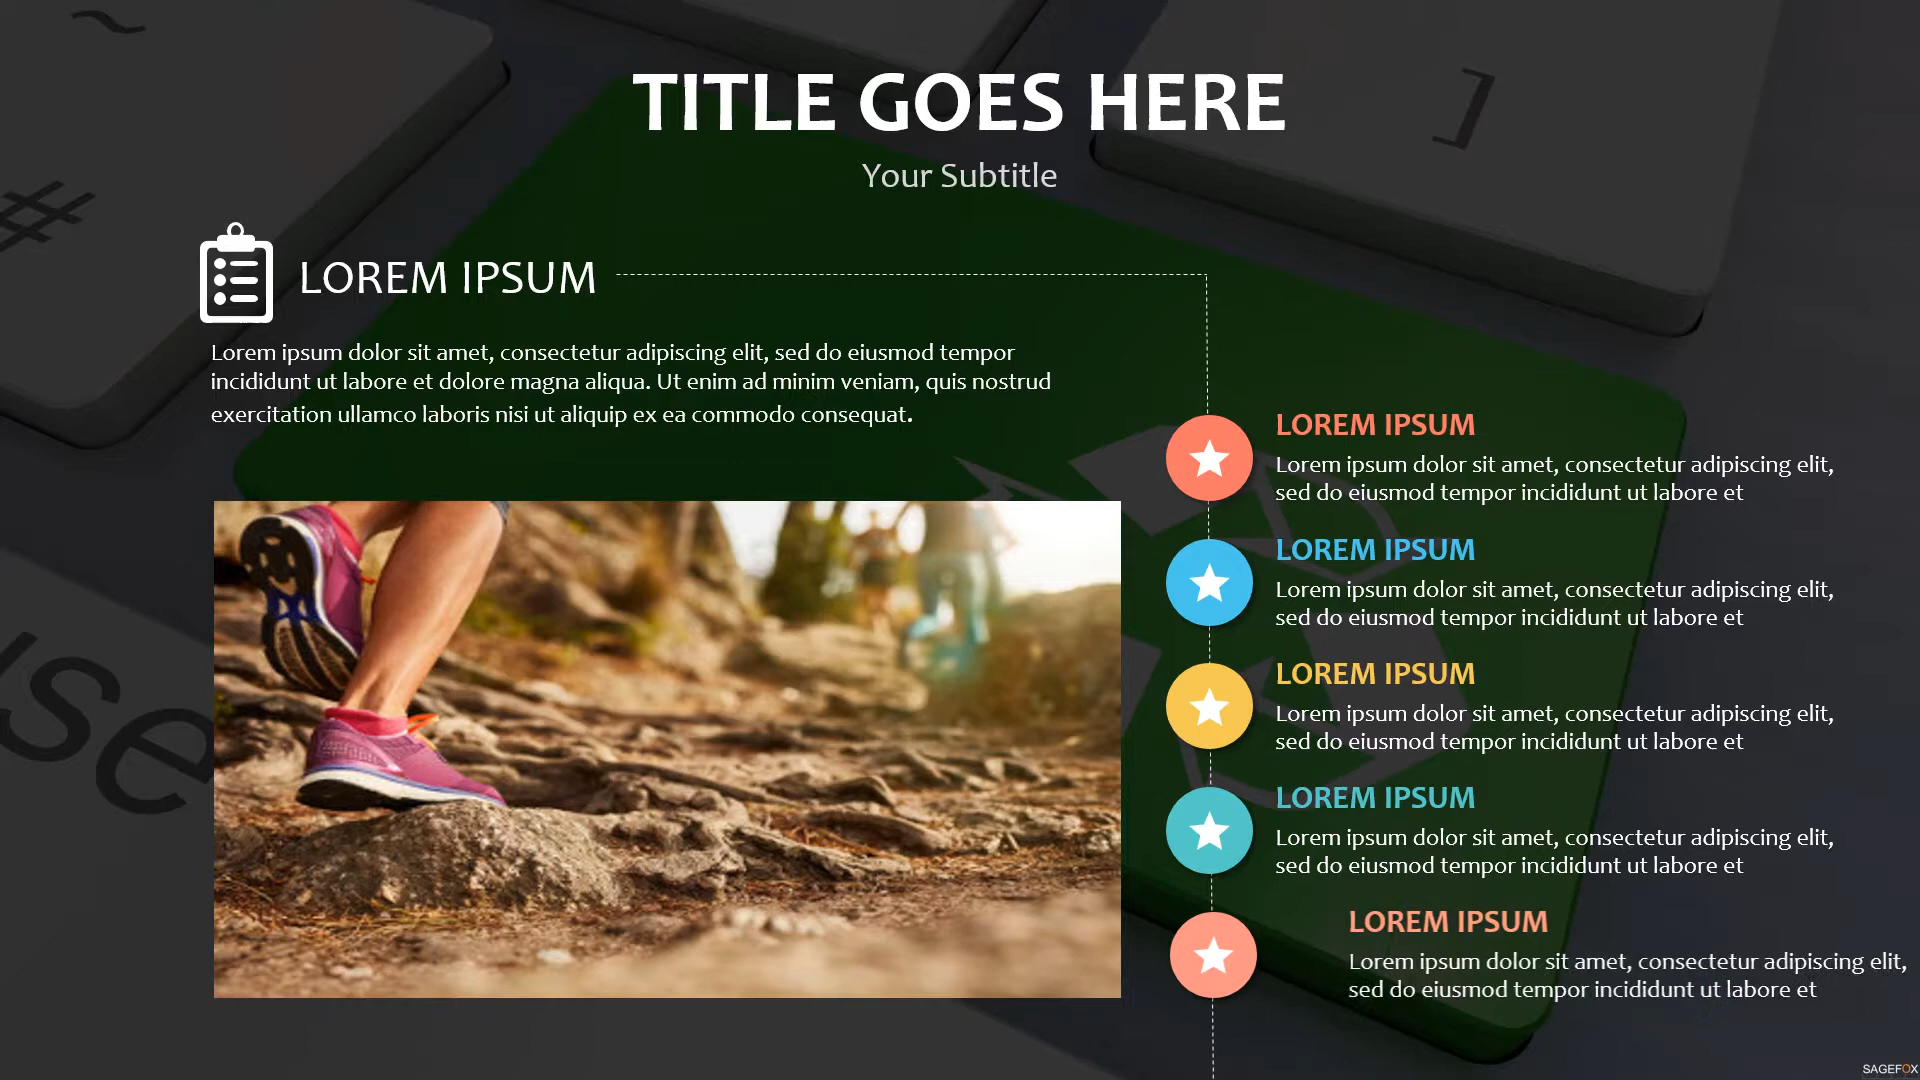 TITLE GOES HERE
Your Subtitle
LOREM IPSUM
Lorem ipsum dolor sit amet, consectetur adipiscing elit, sed do eiusmod tempor
incididunt ut labore et dolore magna aliqua. Ut enim ad minim veniam, quis nostrud
exercitation ullamco laboris nisi ut aliquip ex ea commodo consequat.
LOREM IPSUM
Lorem ipsum dolor sit amet, consectetur adipiscing elit,
sed do eiusmod tempor incididunt ut labore et
LOREM IPSUM
Lorem ipsum dolor sit amet, consectetur adipiscing elit,
sed do eiusmod tempor incididunt ut labore et
LOREM IPSUM
Lorem ipsum dolor sit amet, consectetur adipiscing elit,
sed do eiusmod tempor incididunt ut labore et
LOREM IPSUM
Lorem ipsum dolor sit amet, consectetur adipiscing elit,
sed do eiusmod tempor incididunt ut labore et
LOREM IPSUM
Lorem ipsum dolor sit amet, consectetur adipiscing elit,
sed do eiusmod tempor incididunt ut labore et
~
#
]
se
SAGEFOX